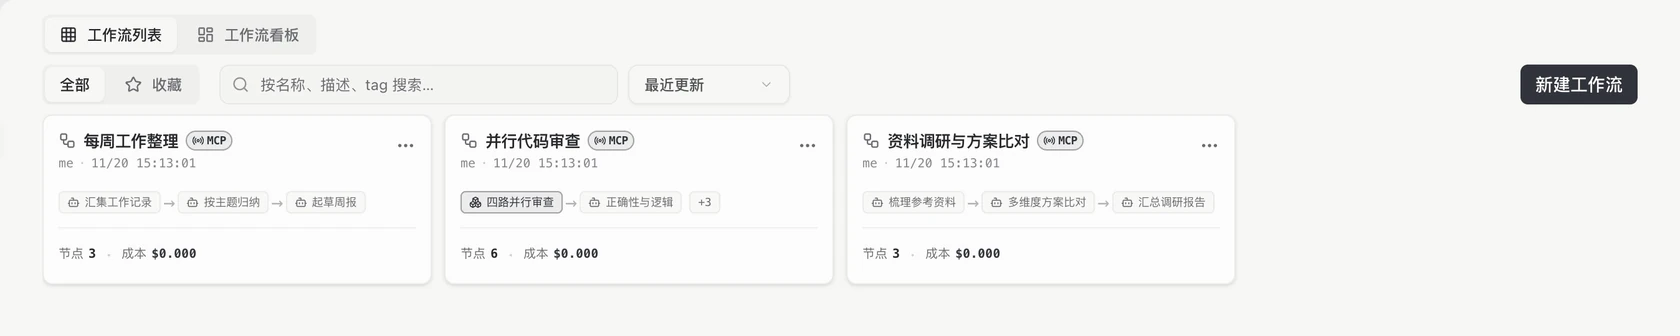 工作流列表 工作流看板
全部 收藏 按名称、描述、tag 搜索... 最近更新 新建工作流
每周工作整理 MCP
me · 11/20 15:13:01
汇集工作记录 → 按主题归纳 → 起草周报
节点 3 · 成本 $0.000
并行代码审查 MCP
me · 11/20 15:13:01
四路并行审查 → 正确性与逻辑 +3
节点 6 · 成本 $0.000
资料调研与方案比对 MCP
me · 11/20 15:13:01
梳理参考资料 → 多维度方案比对 → 汇总调研报告
节点 3 · 成本 $0.000